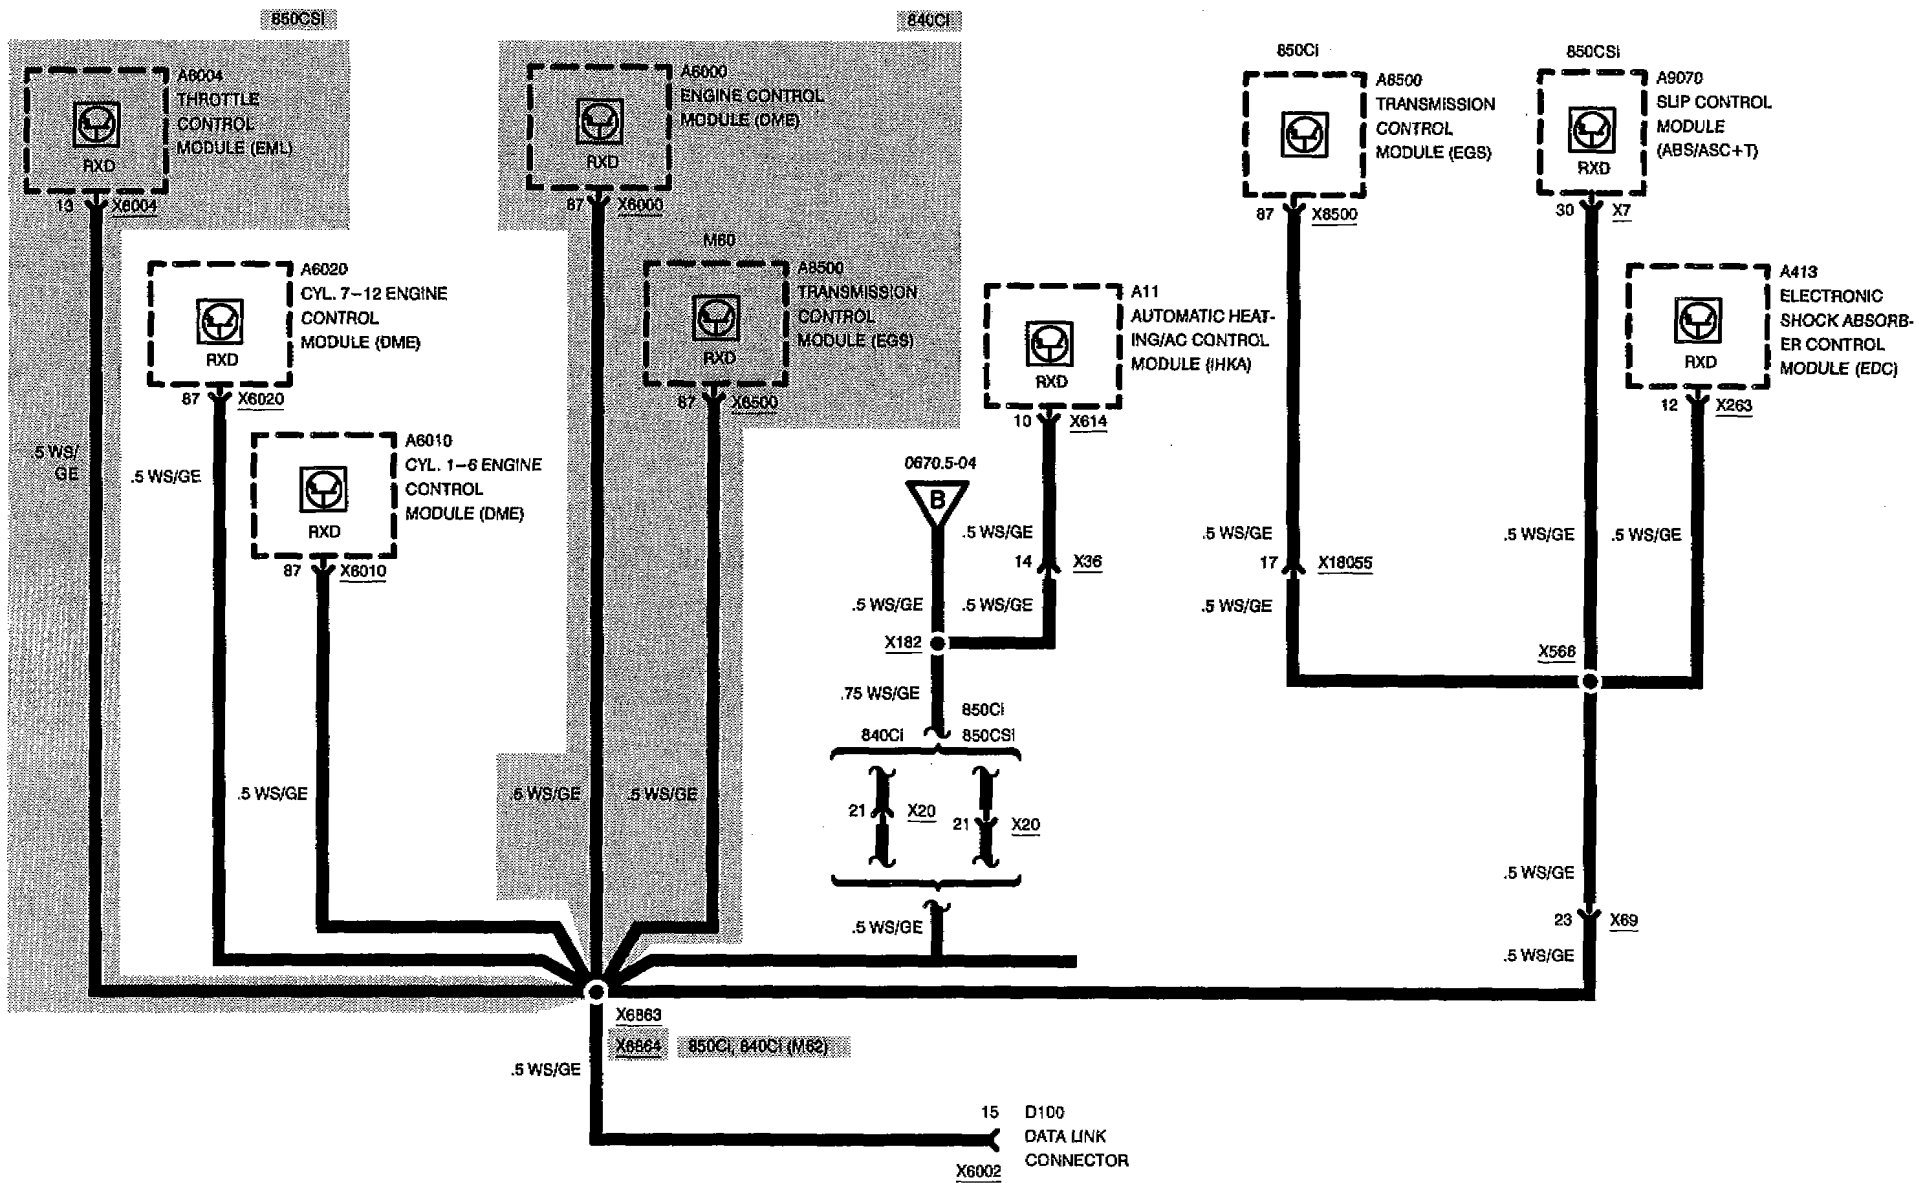 850CSi
840Ci
850Ci
850CSi
A6004
THROTTLE
CONTROL
MODULE (EML)
RXD
13
X6004
A6000
ENGINE CONTROL
MODULE (DME)
RXD
87
X6000
A8500
TRANSMISSION
CONTROL
MODULE (EGS)
87
X8500
A9070
SLIP CONTROL
MODULE
(ABS/ASC+T)
RXD
30
X7
A6020
CYL. 7-12 ENGINE
CONTROL
MODULE (DME)
RXD
87
X6020
M60
A8500
TRANSMISSION
CONTROL
MODULE (EGS)
RXD
87
X8500
A11
AUTOMATIC HEAT-
ING/AC CONTROL
MODULE (IHKA)
RXD
10
X614
A413
ELECTRONIC
SHOCK ABSORB-
ER CONTROL
MODULE (EDC)
RXD
12
X263
A6010
CYL. 1-6 ENGINE
CONTROL
MODULE (DME)
RXD
87
X6010
.5 WS/
GE
.5 WS/GE
0670.5-04
B
.5 WS/GE
14
X36
.5 WS/GE
.5 WS/GE
X182
.75 WS/GE
.5 WS/GE
17
X18055
.5 WS/GE
.5 WS/GE
.5 WS/GE
X568
840Ci
850Ci
850CSi
21
X20
21
X20
.5 WS/GE
.5 WS/GE
.5 WS/GE
.5 WS/GE
.5 WS/GE
23
X69
.5 WS/GE
X6863
X6864
850Ci, 840Ci (M62)
.5 WS/GE
15
D100
DATA LINK
CONNECTOR
X6002